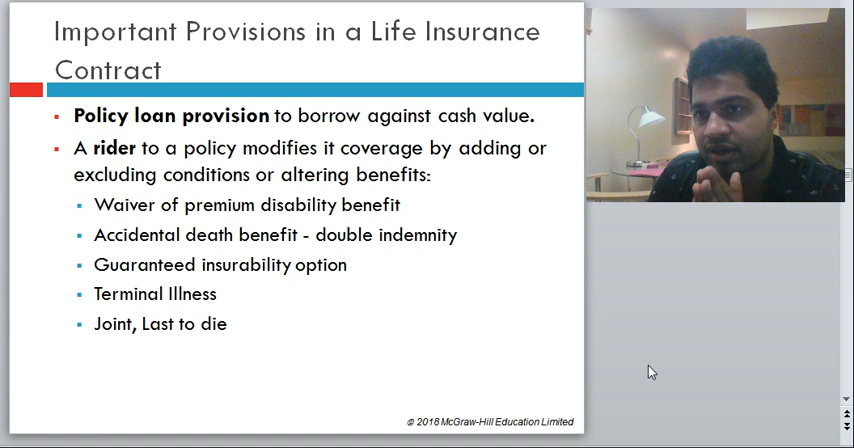 Important Provisions in a Life Insurance
Contract
Policy loan provision to borrow against cash value.
A rider to a policy modifies it coverage by adding or
excluding conditions or altering benefits:
Waiver of premium disability benefit
Accidental death benefit - double indemnity
Guaranteed insurability option
Terminal Illness
Joint, Last to die
© 2018 McGraw-Hill Education Limited